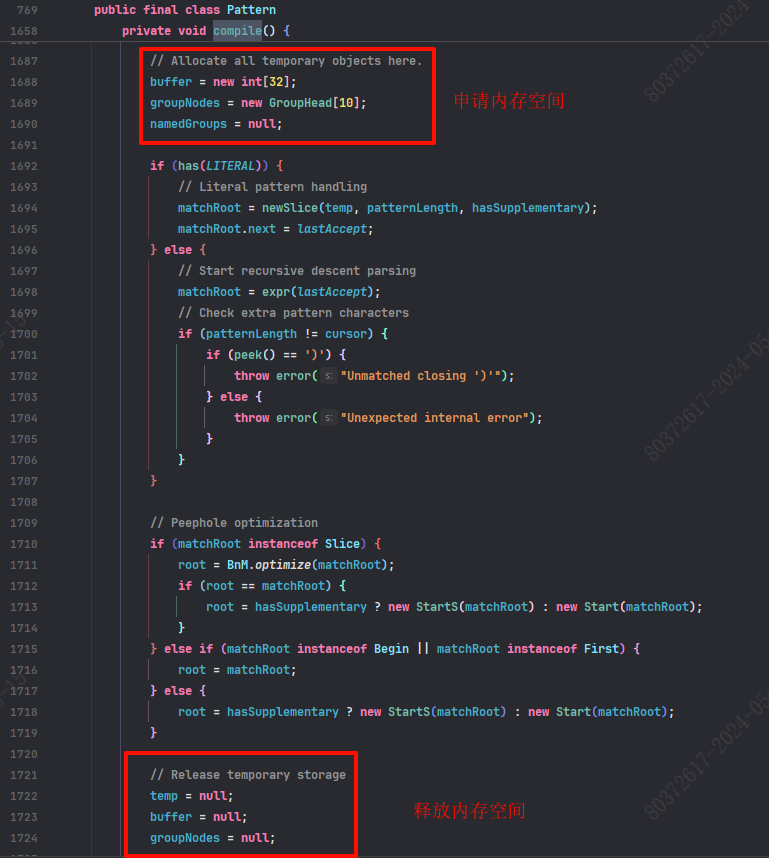 769 public final class Pattern
1658 private void compile() {
1687 // Allocate all temporary objects here.
1688 buffer = new int[32];
1689 groupNodes = new GroupHead[10];
申请内存空间
1690 namedGroups = null;
1691
1692 if (has(LITERAL)) {
1693 // Literal pattern handling
1694 matchRoot = newSlice(temp, patternLength, hasSupplementary);
1695 matchRoot.next = lastAccept;
1696 } else {
1697 // Start recursive descent parsing
1698 matchRoot = expr(lastAccept);
1699 // Check extra pattern characters
1700 if (patternLength != cursor) {
1701 if (peek() == ')') {
1702 throw error( s: "Unmatched closing ')'");
1703 } else {
1704 throw error( s: "Unexpected internal error");
1705 }
1706 }
1707 }
1708
1709 // Peephole optimization
1710 if (matchRoot instanceof Slice) {
1711 root = BnM.optimize(matchRoot);
1712 if (root == matchRoot) {
1713 root = hasSupplementary ? new StartS(matchRoot) : new Start(matchRoot);
1714 }
1715 } else if (matchRoot instanceof Begin || matchRoot instanceof First) {
1716 root = matchRoot;
1717 } else {
1718 root = hasSupplementary ? new StartS(matchRoot) : new Start(matchRoot);
1719 }
1720
1721 // Release temporary storage
1722 temp = null;
1723 buffer = null;
释放内存空间
1724 groupNodes = null;
80372617-2024
80372617-2024-05
80372617-2024-05